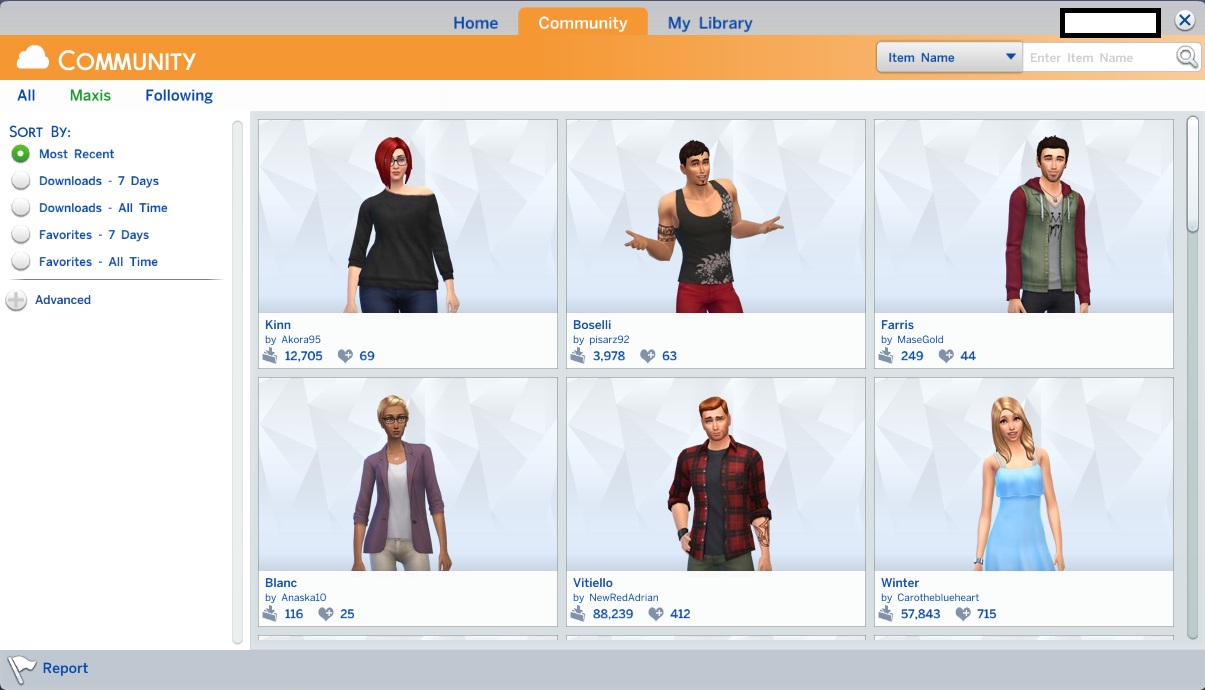 Home Community My Library
COMMUNITY
Item Name Enter Item Name
All Maxis Following
SORT BY:
Most Recent
Downloads - 7 Days
Downloads - All Time
Favorites - 7 Days
Favorites - All Time
Advanced
Kinn
by Akora95
12,705 69
Boselli
by pisarz92
3,978 63
Farris
by MaseGold
249 44
Blanc
by Anaska10
116 25
Vitiello
by NewRedAdrian
88,239 412
Winter
by Carotheblueheart
57,843 715
Report